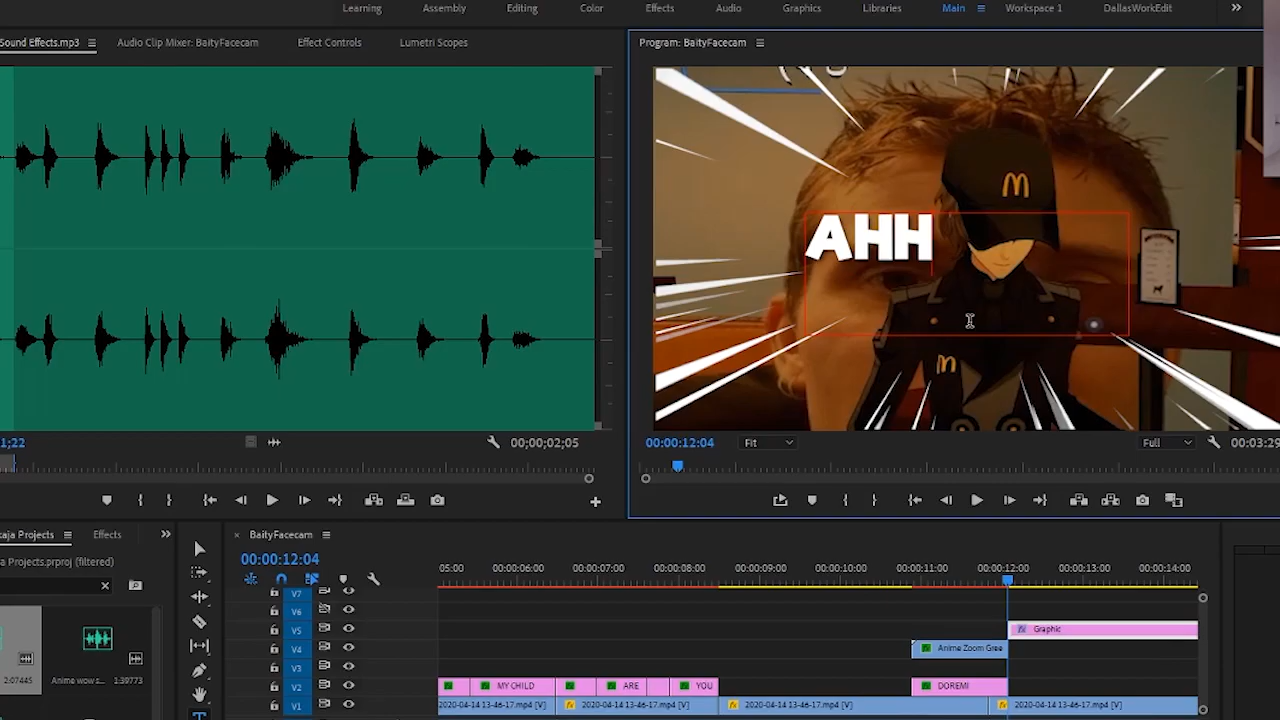 Learning Assembly Editing Color Effects Audio Graphics Libraries Main Workspace 1 DallasWorkEdit
Sound Effects.mp3 Audio Clip Mixer: BaityFacecam Effect Controls Lumetri Scopes Program: BaityFacecam
AHH
1;22 00;00;02;05 00:00:12:04 Fit Full 00:03:29
kaja Projects Effects
× BaityFacecam
a Projects.prproj (filtered)
00:00:12:04
05:00 00:00:06:00 00:00:07:00 00:00:08:00 00:00:09:00 00:00:10:00 00:00:11:00 00:00:12:00 00:00:13:00 00:00:14:00
V7
V6
V5 Graphic
V4 Anime Zoom Gree
V3
V2 MY CHILD ARE YOU DOREMI
V1 2020-04-14 13-46-17.mp4 [V] 2020-04-14 13-46-17.mp4 [V] 2020-04-14 13-46-17.mp4 [V] 2020-04-14 13-46-17.mp4 [V]
2:07445 Anime wow s... 1:39773